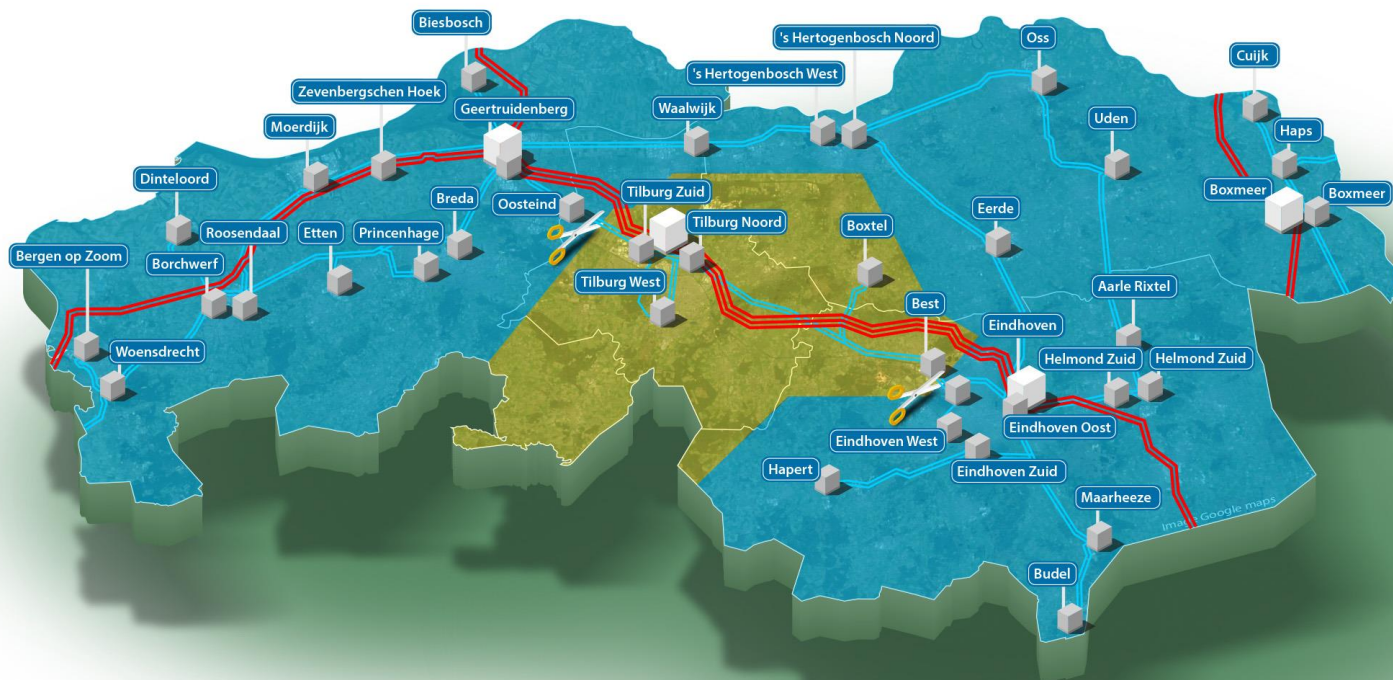 Biesbosch
's Hertogenbosch Noord
Oss
Cuijk
's Hertogenbosch West
Zevenbergschen Hoek
Geertruidenberg
Waalwijk
Moerdijk
Uden
Haps
Dinteloord
Breda
Oosteind
Tilburg Zuid
Boxmeer
Boxmeer
Roosendaal
Etten
Princenhage
Tilburg Noord
Boxtel
Eerde
Bergen op Zoom
Borchwerf
Tilburg West
Aarle Rixtel
Best
Eindhoven
Woensdrecht
Helmond Zuid
Helmond Zuid
Eindhoven West
Eindhoven Oost
Hapert
Eindhoven Zuid
Maarheeze
Image Google maps
Budel